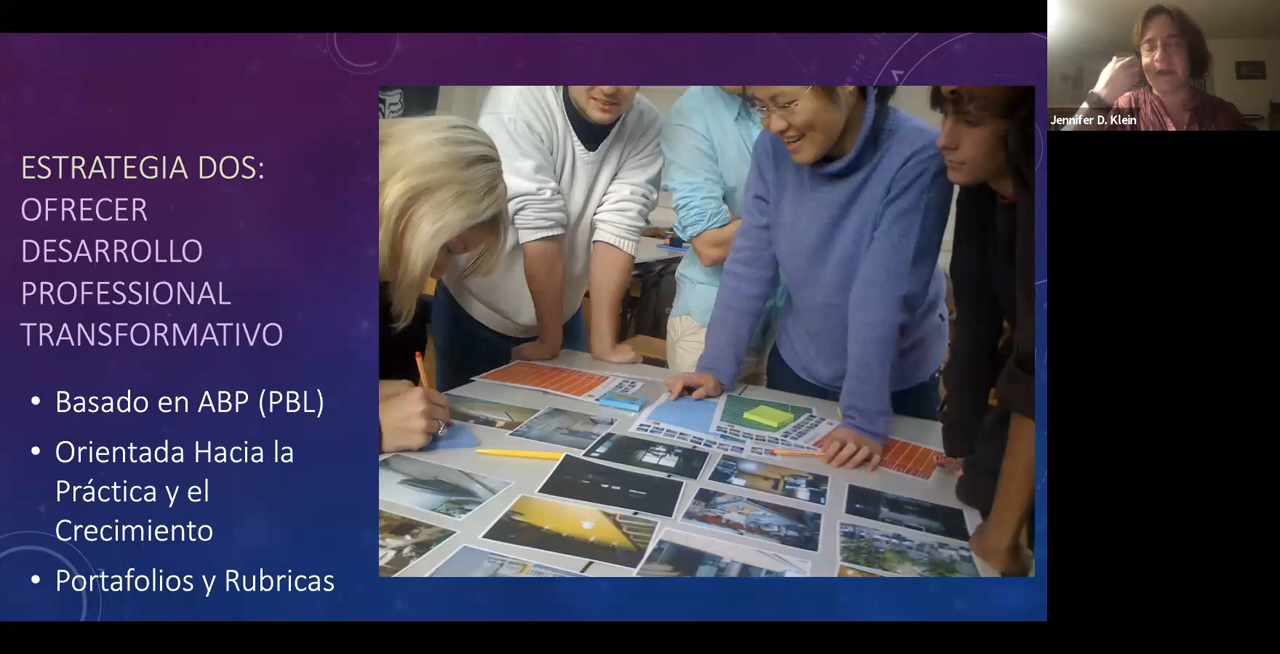 ESTRATEGIA DOS:
OFRECER
DESARROLLO
PROFESSIONAL
TRANSFORMATIVO
• Basado en ABP (PBL)
• Orientada Hacia la
Práctica y el
Crecimiento
• Portafolios y Rubricas
Jennifer D. Klein